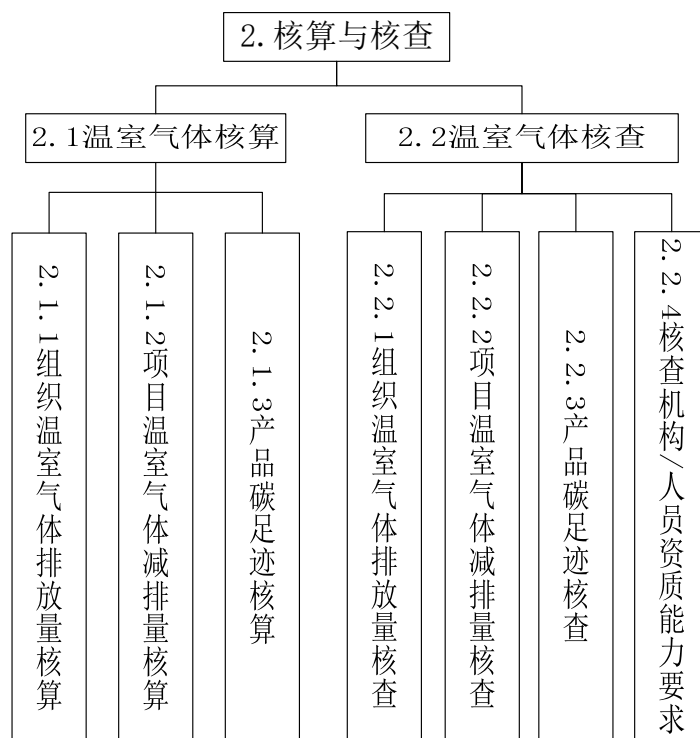 2.核算与核查
2.1温室气体核算
2.2温室气体核查
2.1.1组织温室气体排放量核算
2.1.2项目温室气体减排量核算
2.1.3产品碳足迹核算
2.2.1组织温室气体排放量核查
2.2.2项目温室气体减排量核查
2.2.3产品碳足迹核查
2.2.4核查机构/人员资质能力要求